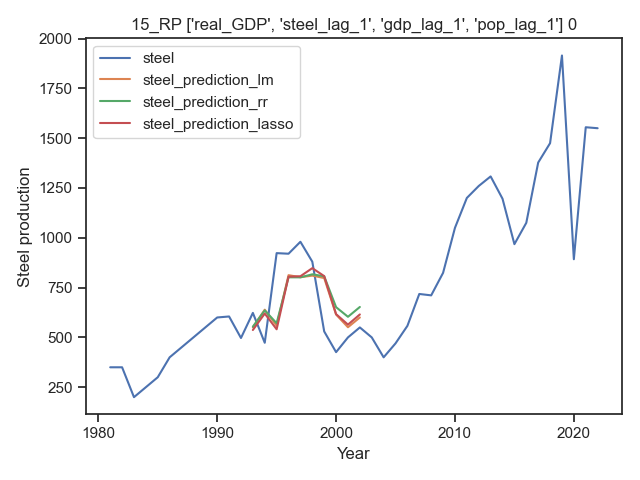 15_RP ['real_GDP', 'steel_lag_1', 'gdp_lag_1', 'pop_lag_1'] 0
2000
1750
1500
1250
1000
750
500
250
Steel production
steel
steel_prediction_lm
steel_prediction_rr
steel_prediction_lasso
1980
1990
2000
2010
2020
Year